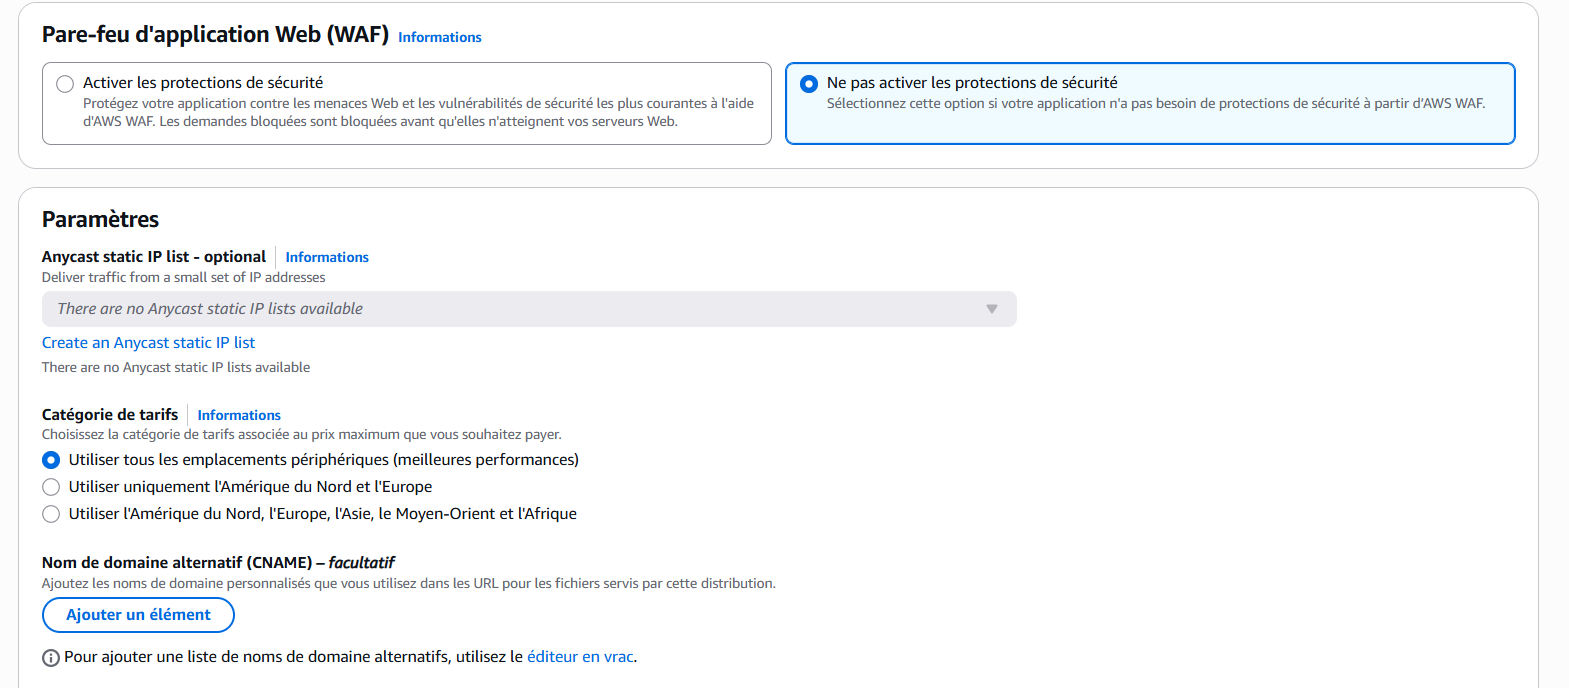 Pare-feu d'application Web (WAF) Informations
Activer les protections de sécurité
Protégez votre application contre les menaces Web et les vulnérabilités de sécurité les plus courantes à l'aide
d'AWS WAF. Les demandes bloquées sont bloquées avant qu'elles n'atteignent vos serveurs Web.
Ne pas activer les protections de sécurité
Sélectionnez cette option si votre application n'a pas besoin de protections de sécurité à partir d'AWS WAF.
Paramètres
Anycast static IP list - optional Informations
Deliver traffic from a small set of IP addresses
There are no Anycast static IP lists available
Create an Anycast static IP list
There are no Anycast static IP lists available
Catégorie de tarifs Informations
Choisissez la catégorie de tarifs associée au prix maximum que vous souhaitez payer.
Utiliser tous les emplacements périphériques (meilleures performances)
Utiliser uniquement l'Amérique du Nord et l'Europe
Utiliser l'Amérique du Nord, l'Europe, l'Asie, le Moyen-Orient et l'Afrique
Nom de domaine alternatif (CNAME) – facultatif
Ajoutez les noms de domaine personnalisés que vous utilisez dans les URL pour les fichiers servis par cette distribution.
Ajouter un élément
Pour ajouter une liste de noms de domaine alternatifs, utilisez le éditeur en vrac.